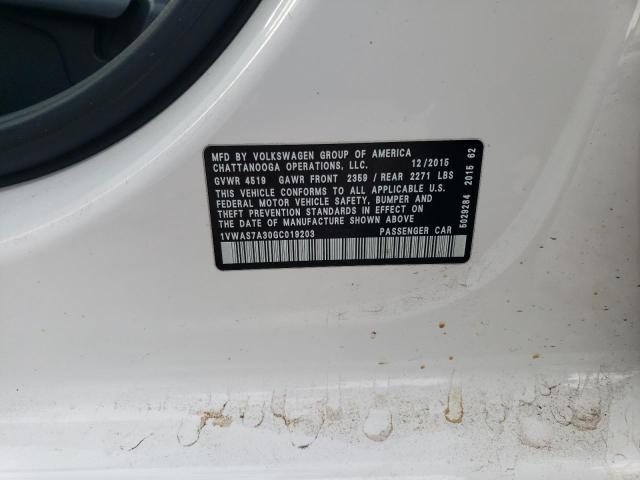 MFD BY VOLKSWAGEN GROUP OF AMERICA
CHATTANOOGA OPERATIONS, LLC. 12/2015
GVWR 4519 GAWR FRONT 2359 / REAR 2271 LBS
THIS VEHICLE CONFORMS TO ALL APPLICABLE U.S.
FEDERAL MOTOR VEHICLE SAFETY, BUMPER AND
THEFT PREVENTION STANDARDS IN EFFECT ON
THE DATE OF MANUFACTURE SHOWN ABOVE
1VWAS7A30GC019203 PASSENGER CAR
5029284 2015 62